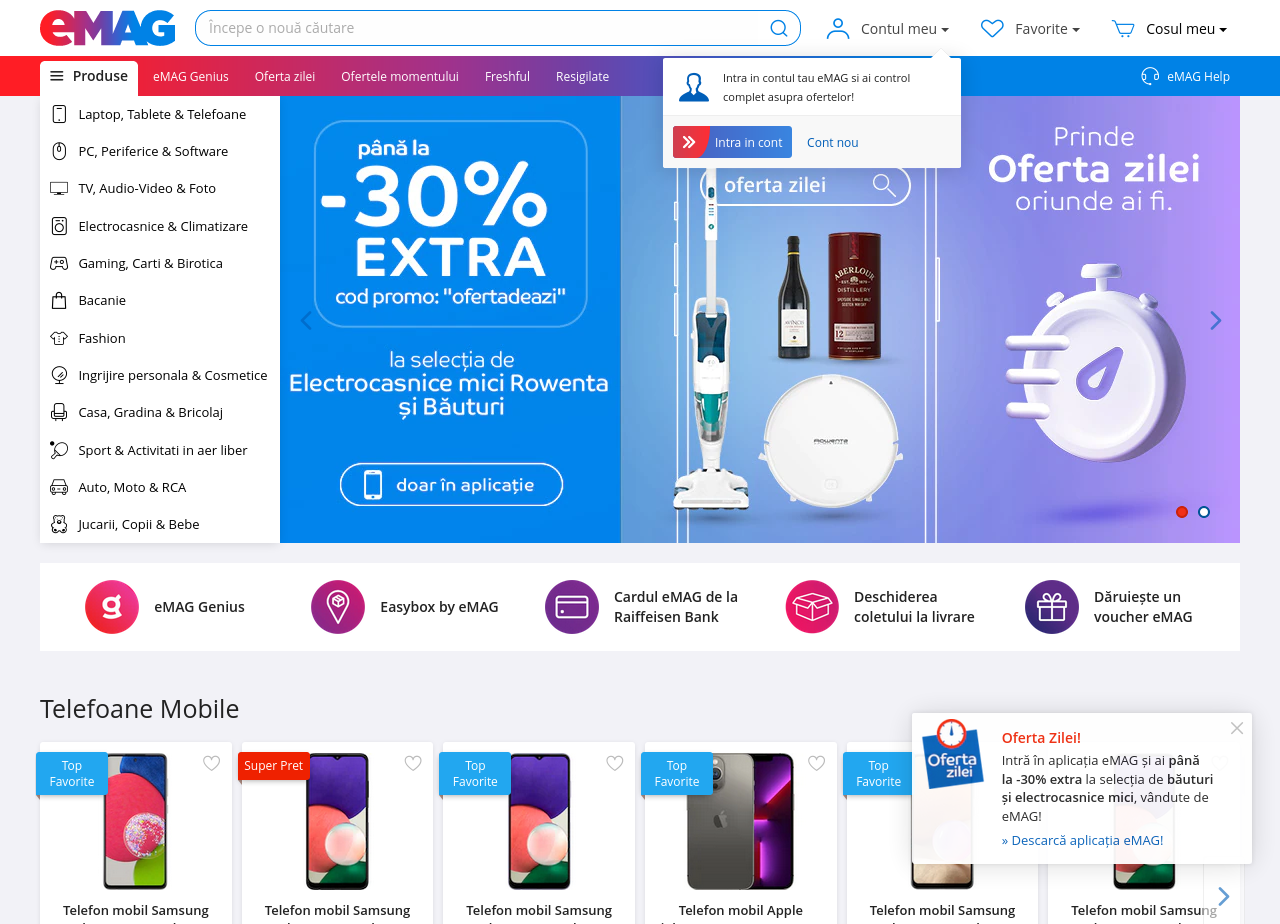 eMAG
Începe o nouă căutare
Contul meu
Favorite
Cosul meu
Produse
eMAG Genius
Oferta zilei
Ofertele momentului
Freshful
Resigilate
eMAG Help
Intra in contul tau eMAG si ai control
complet asupra ofertelor!
Intra in cont
Cont nou
Laptop, Tablete & Telefoane
PC, Periferice & Software
TV, Audio-Video & Foto
Electrocasnice & Climatizare
Gaming, Carti & Birotica
Bacanie
Fashion
Ingrijire personala & Cosmetice
Casa, Gradina & Bricolaj
Sport & Activitati in aer liber
Auto, Moto & RCA
Jucarii, Copii & Bebe
până la
-30%
EXTRA
cod promo: "ofertadeazi"
la selecția de
Electrocasnice mici Rowenta
și Băuturi
doar în aplicație
oferta zilei
ABERLOUR
DISTILLERY
12
AVINCIS
ROWENTA
Prinde
Oferta zilei
oriunde ai fi.
eMAG Genius
Easybox by eMAG
Cardul eMAG de la
Raiffeisen Bank
Deschiderea
coletului la livrare
Dăruiește un
voucher eMAG
Telefoane Mobile
Top
Favorite
Super Pret
Top
Favorite
Top
Favorite
Top
Favorite
Telefon mobil Samsung
Telefon mobil Samsung
Telefon mobil Samsung
Telefon mobil Apple
Telefon mobil Samsung
Telefon mobil Samsung
Oferta
zilei
Oferta Zilei!
Intră în aplicația eMAG și ai până
la -30% extra la selecția de băuturi
și electrocasnice mici, vândute de
eMAG!
» Descarcă aplicația eMAG!